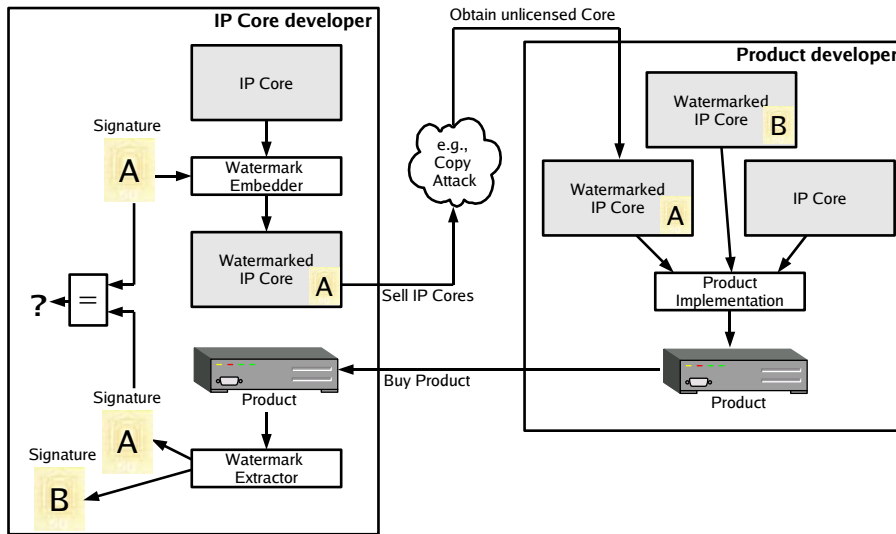 IP Core developer
IP Core
Signature
A
Watermark
Embedder
Watermarked
IP Core
A
?
=
Product
Signature
A
Signature
B
Watermark
Extractor
Obtain unlicensed Core
e.g.,
Copy
Attack
Sell IP Cores
Buy Product
Product developer
Watermarked
IP Core
B
Watermarked
IP Core
A
IP Core
Product
Implementation
Product